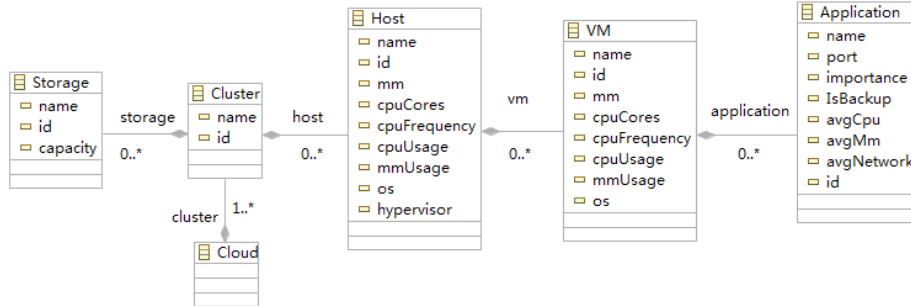 Storage
name
id
capacity
storage
0..*
Cluster
name
id
cluster
1..*
Cloud
host
0..*
Host
name
id
mm
cpuCores
cpuFrequency
cpuUsage
mmUsage
os
hypervisor
vm
0..*
VM
name
id
mm
cpuCores
cpuFrequency
cpuUsage
mmUsage
os
application
0..*
Application
name
port
importance
IsBackup
avgCpu
avgMm
avgNetwork
id